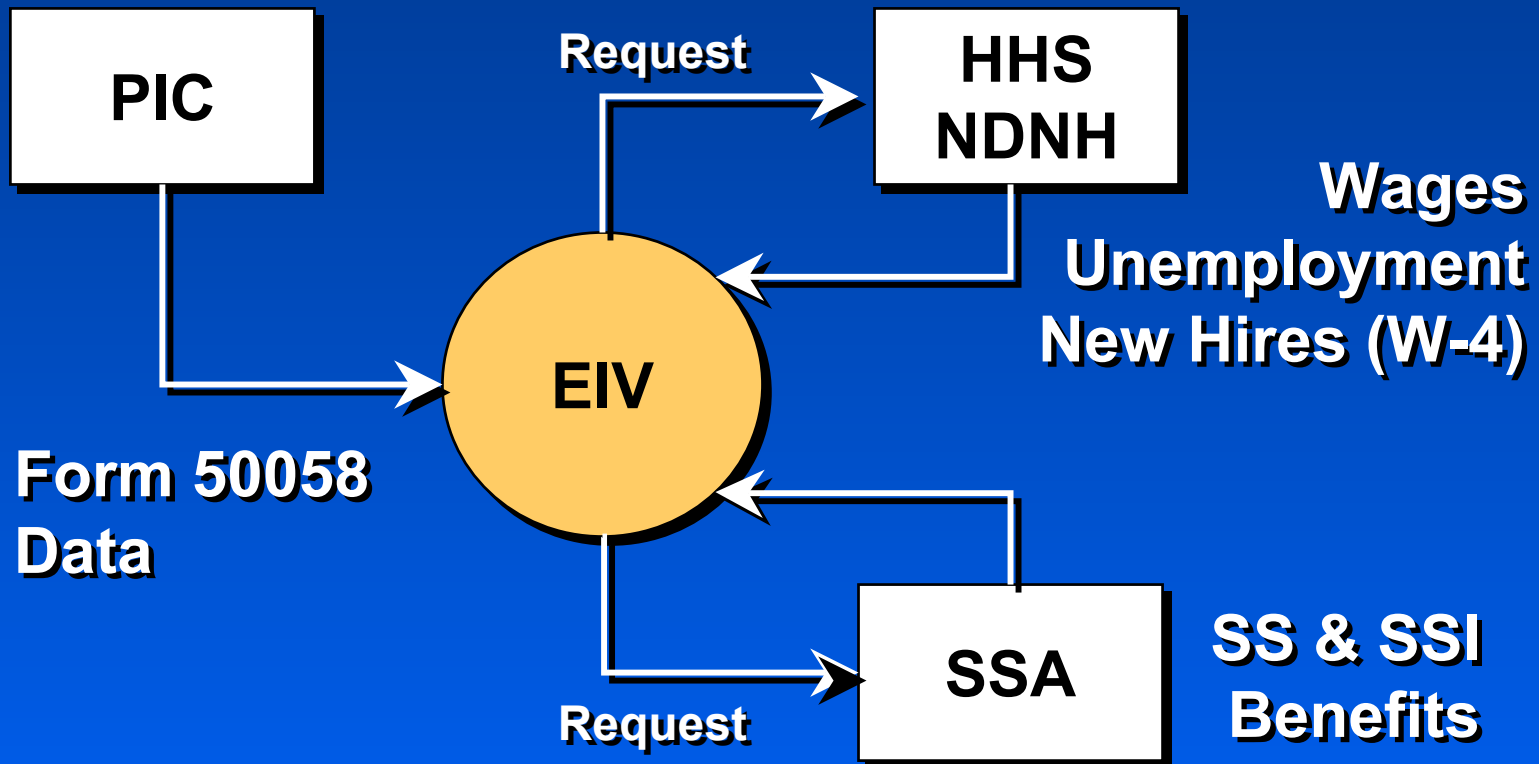 PIC
Request
HHS
NDNH
Wages
Unemployment
New Hires (W-4)
EIV
Form 50058
Data
SSA
SS & SSI
Benefits
Request